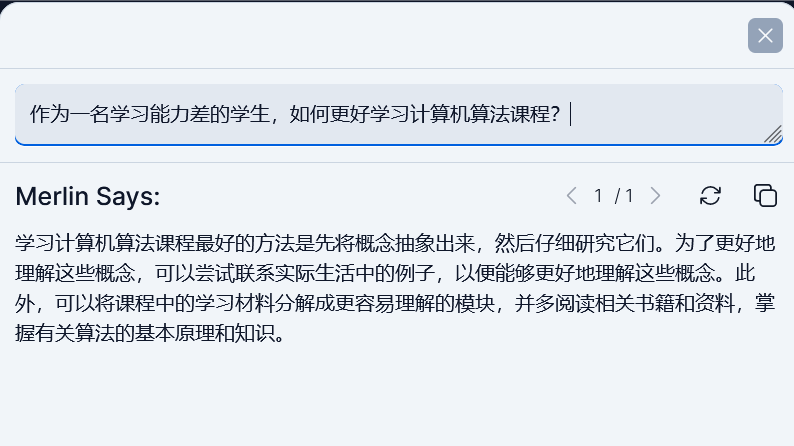 作为一名学习能力差的学生，如何更好学习计算机算法课程？
Merlin Says:
1 / 1
学习计算机算法课程最好的方法是先将概念抽象出来，然后仔细研究它们。为了更好地
理解这些概念，可以尝试联系实际生活中的例子，以便能够更好地理解这些概念。此
外，可以将课程中的学习材料分解成更容易理解的模块，并多阅读相关书籍和资料，掌
握有关算法的基本原理和知识。